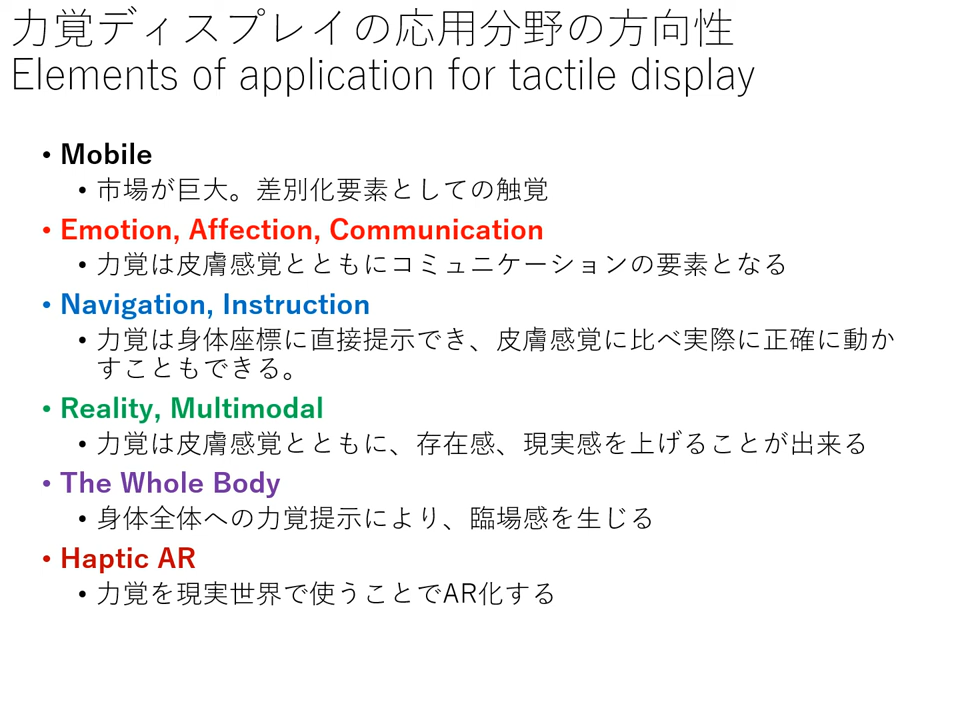 力覚ディスプレイの応用分野の方向性
Elements of application for tactile display
• Mobile
• 市場が巨大。差別化要素としての触覚
• Emotion, Affection, Communication
• 力覚は皮膚感覚とともにコミュニケーションの要素となる
• Navigation, Instruction
• 力覚は身体座標に直接提示でき、皮膚感覚に比べ実際に正確に動か
すこともできる。
• Reality, Multimodal
• 力覚は皮膚感覚とともに、存在感、現実感を上げることが出来る
• The Whole Body
• 身体全体への力覚提示により、臨場感を生じる
• Haptic AR
• 力覚を現実世界で使うことでAR化する